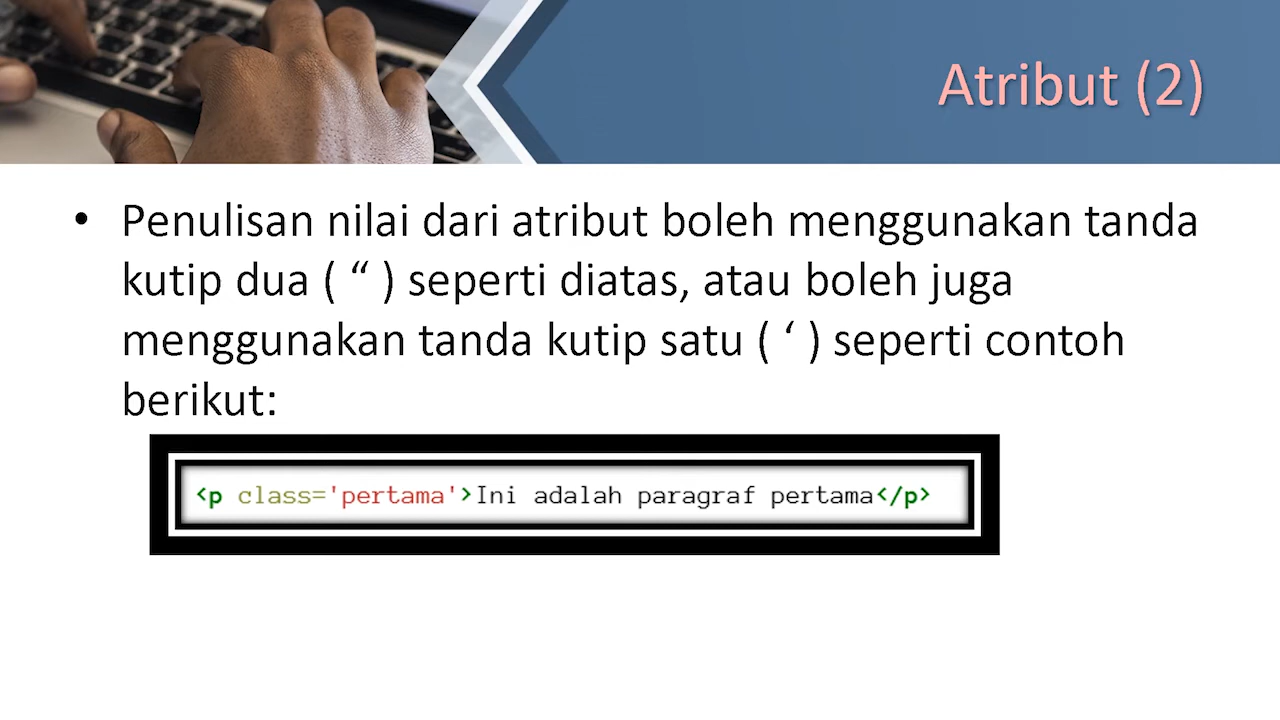 Atribut (2)
• Penulisan nilai dari atribut boleh menggunakan tanda
kutip dua ( “ ) seperti diatas, atau boleh juga
menggunakan tanda kutip satu ( ‘ ) seperti contoh
berikut:
<p class='pertama'>Ini adalah paragraf pertama</p>